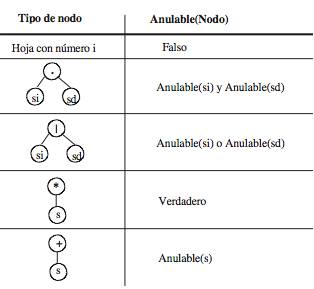 Tipo de nodo Anulable(Nodo)
Hoja con número i Falso
.
si sd
Anulable(si) y Anulable(sd)
|
si sd
Anulable(si) o Anulable(sd)
*
s
Verdadero
+
s
Anulable(s)